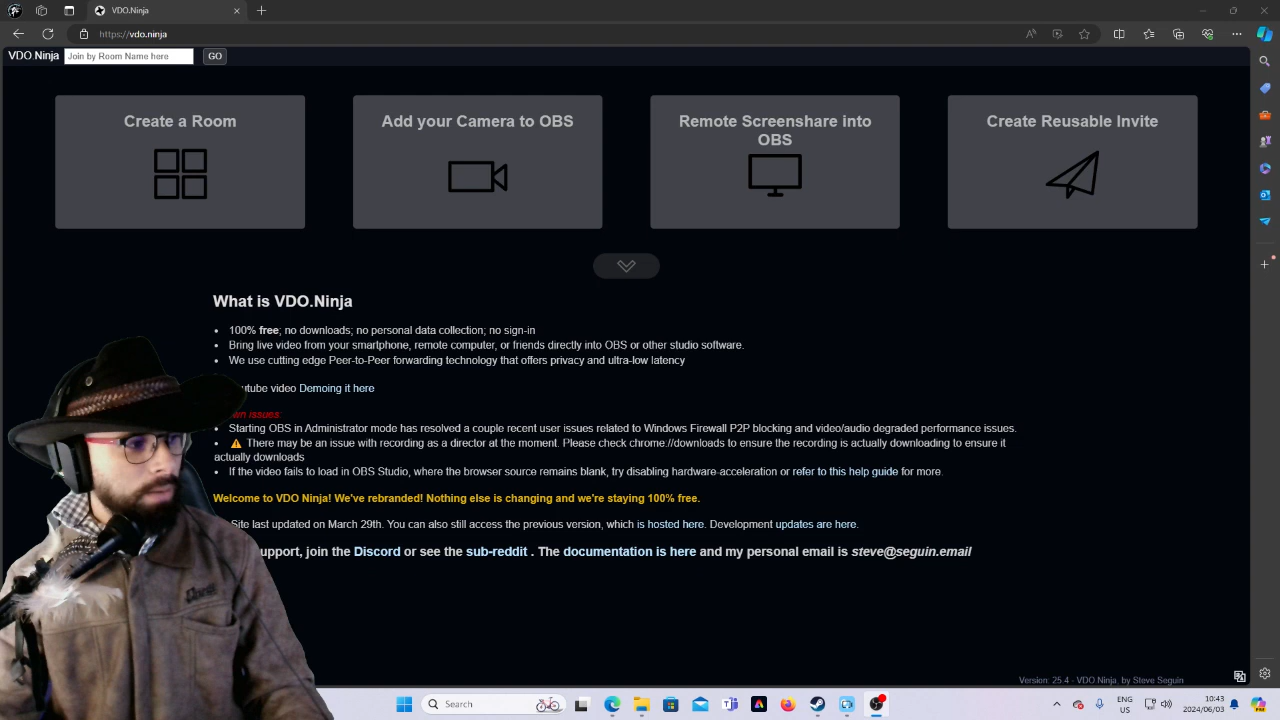 VDO.Ninja
https://vdo.ninja
VDO.Ninja Join by Room Name here GO
Create a Room
Add your Camera to OBS
Remote Screenshare into
OBS
Create Reusable Invite
What is VDO.Ninja
100% free; no downloads; no personal data collection; no sign-in
Bring live video from your smartphone, remote computer, or friends directly into OBS or other studio software.
We use cutting edge Peer-to-Peer forwarding technology that offers privacy and ultra-low latency
video Demoing it here
issues:
Starting OBS in Administrator mode has resolved a couple recent user issues related to Windows Firewall P2P blocking and video/audio degraded performance issues.
⚠ There may be an issue with recording as a director at the moment. Please check chrome://downloads to ensure the recording is actually downloading to ensure it
actually downloads
If the video fails to load in OBS Studio, where the browser source remains blank, try disabling hardware-acceleration or refer to this help guide for more.
Welcome to VDO Ninja! We've rebranded! Nothing else is changing and we're staying 100% free.
Site last updated on March 29th. You can also still access the previous version, which is hosted here. Development updates are here.
support, join the Discord or see the sub-reddit . The documentation is here and my personal email is steve@seguin.email
Version: 25.4 - VDO.Ninja, by Steve Seguin
Search
ENG
US
10:43
2024/06/03